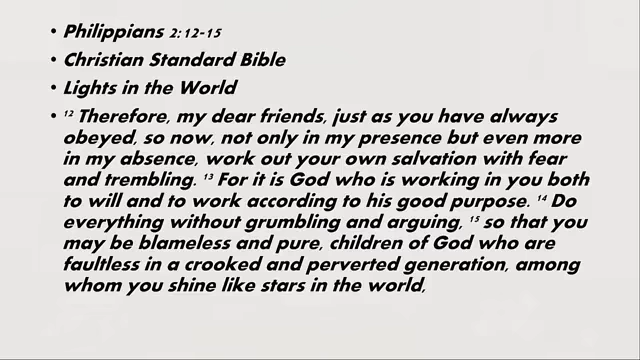 • Philippians 2:12-15
• Christian Standard Bible
• Lights in the World
• ¹² Therefore, my dear friends, just as you have always
obeyed, so now, not only in my presence but even more
in my absence, work out your own salvation with fear
and trembling. ¹³ For it is God who is working in you both
to will and to work according to his good purpose. ¹⁴ Do
everything without grumbling and arguing, ¹⁵ so that you
may be blameless and pure, children of God who are
faultless in a crooked and perverted generation, among
whom you shine like stars in the world,